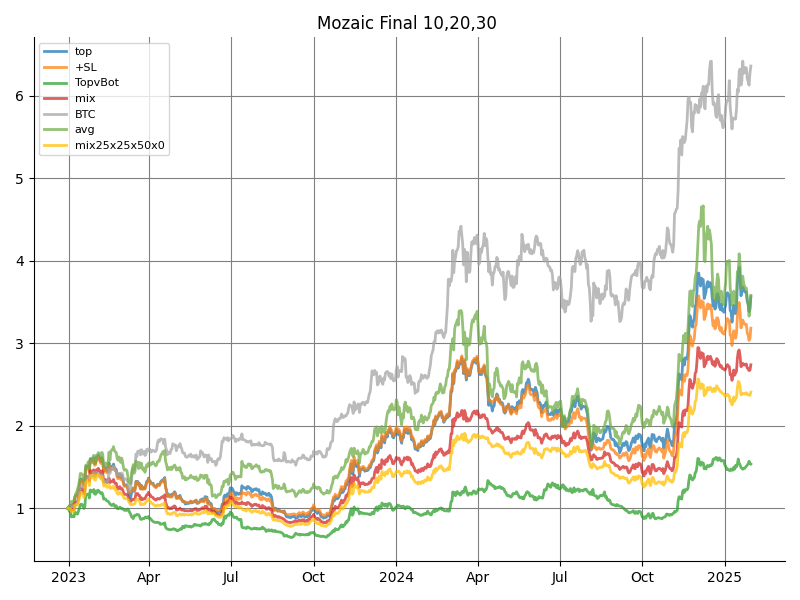 Mozaic Final 10,20,30
top
+SL
TopvBot
mix
BTC
avg
mix25x25x50x0
6
5
4
3
2
1
2023 Apr Jul Oct 2024 Apr Jul Oct 2025